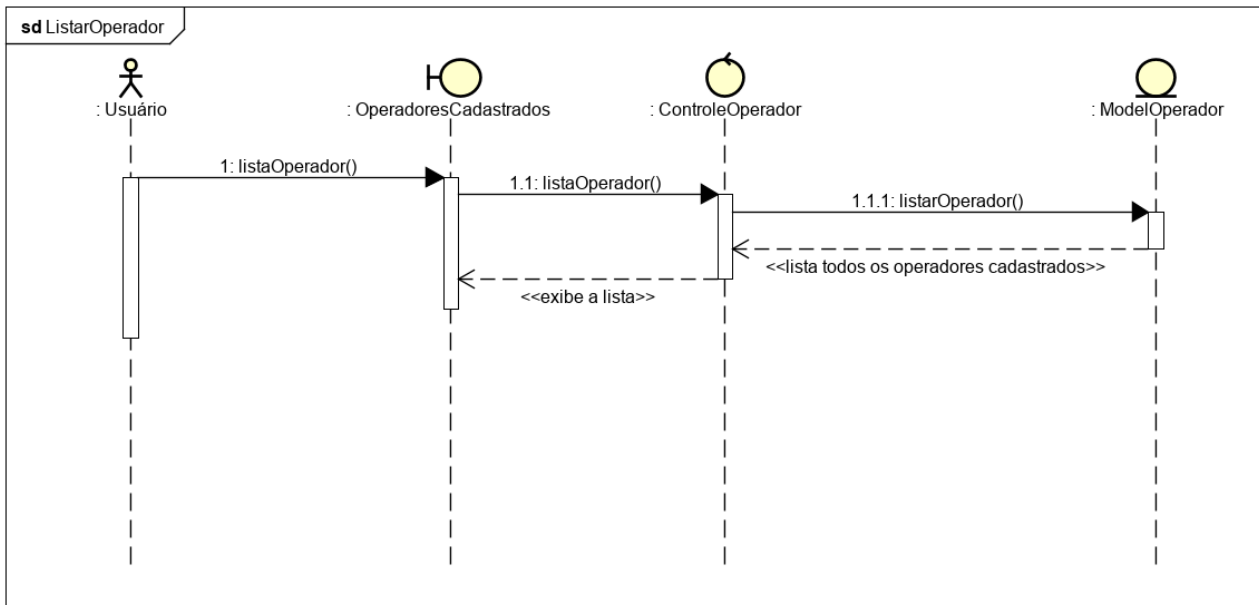 sd ListarOperador
: Usuário
: OperadoresCadastrados
: ControleOperador
: ModelOperador
1: listaOperador()
1.1: listaOperador()
1.1.1: listarOperador()
<<lista todos os operadores cadastrados>>
<<exibe a lista>>